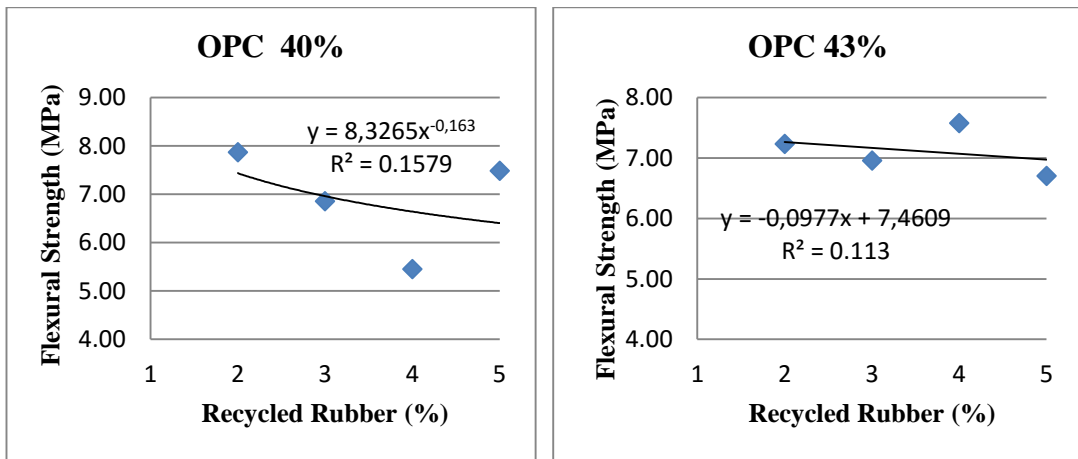 OPC 40%
Flexural Strength (MPa)
9.00
8.00
7.00
6.00
5.00
4.00
y = 8,3265x^-0,163
R² = 0.1579
1 2 3 4 5
Recycled Rubber (%)
OPC 43%
Flexural Strength (MPa)
8.00
7.00
6.00
5.00
4.00
y = -0,0977x + 7,4609
R² = 0.113
1 2 3 4 5
Recycled Rubber (%)